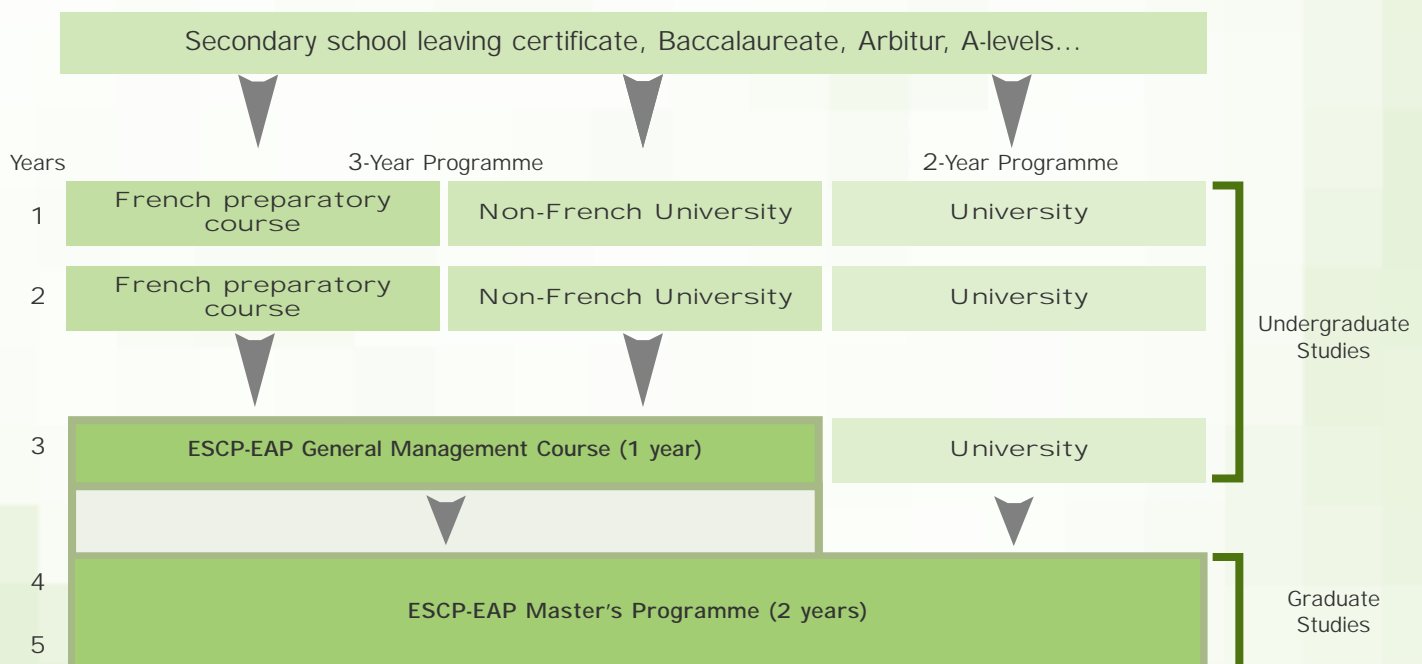 Secondary school leaving certificate, Baccalaureate, Arbitur, A-levels...
Years
3-Year Programme
2-Year Programme
1
French preparatory
course
Non-French University
University
2
French preparatory
course
Non-French University
University
Undergraduate
Studies
3
ESCP-EAP General Management Course (1 year)
University
4
ESCP-EAP Master's Programme (2 years)
5
Graduate
Studies